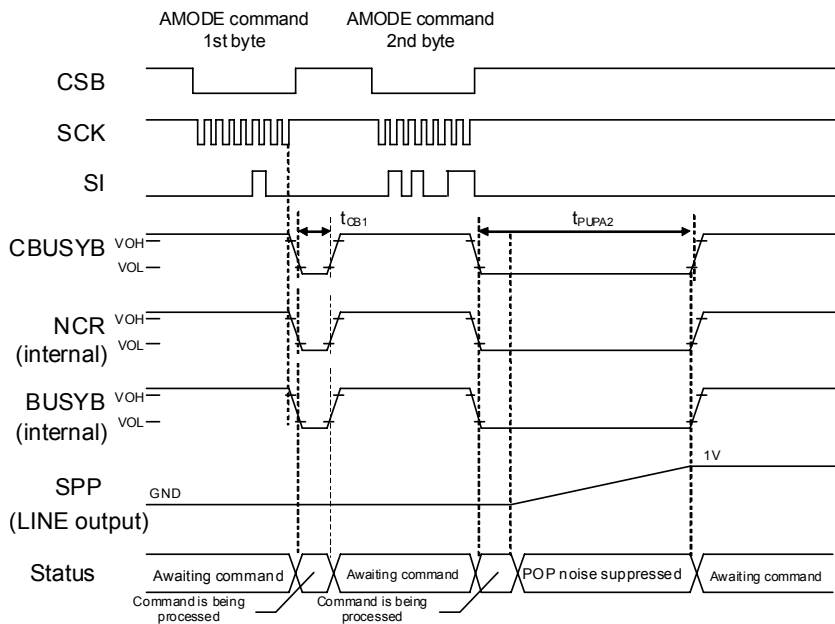 AMODE command
1st byte
AMODE command
2nd byte
CSB
SCK
SI
tCB1
tPUPA2
CBUSYB
VOH
VOL
NCR
(internal)
VOH
VOL
BUSYB
(internal)
VOH
VOL
SPP
(LINE output)
GND
1V
Status
Awaiting command
Awaiting command
POP noise suppressed
Awaiting command
Command is being
processed
Command is being
processed